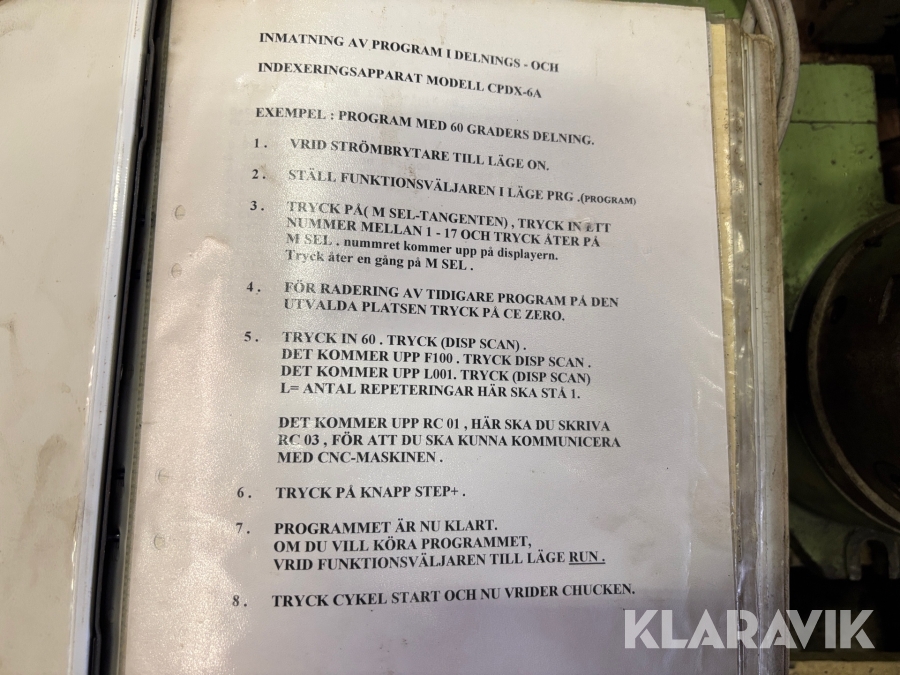 INMATNING AV PROGRAM I DELNINGS - OCH
INDEXERINGSAPPARAT MODELL CPDX-6A
EXEMPEL : PROGRAM MED 60 GRADERS DELNING.
1. VRID STRÖMBRYTARE TILL LÄGE ON.
2. STÄLL FUNKTIONSVÄLJAREN I LÄGE PRG .(PROGRAM)
3. TRYCK PÅ( M SEL-TANGENTEN) , TRYCK IN ETT
NUMMER MELLAN 1 - 17 OCH TRYCK ÅTER PÅ
M SEL . nummret kommer upp på displayern.
Tryck åter en gång på M SEL .
4. FÖR RADERING AV TIDIGARE PROGRAM PÅ DEN
UTVALDA PLATSEN TRYCK PÅ CE ZERO.
5. TRYCK IN 60 . TRYCK (DISP SCAN) .
DET KOMMER UPP F100 . TRYCK DISP SCAN .
DET KOMMER UPP L001. TRYCK (DISP SCAN)
L= ANTAL REPETERINGAR HÄR SKA STÅ 1.
DET KOMMER UPP RC 01 , HÄR SKA DU SKRIVA
RC 03 , FÖR ATT DU SKA KUNNA KOMMUNICERA
MED CNC-MASKINEN .
6. TRYCK PÅ KNAPP STEP+ .
7. PROGRAMMET ÄR NU KLART.
OM DU VILL KÖRA PROGRAMMET,
VRID FUNKTIONSVÄLJAREN TILL LÄGE RUN .
8. TRYCK CYKEL START OCH NU VRIDER CHUCKEN.
KLARAVIK